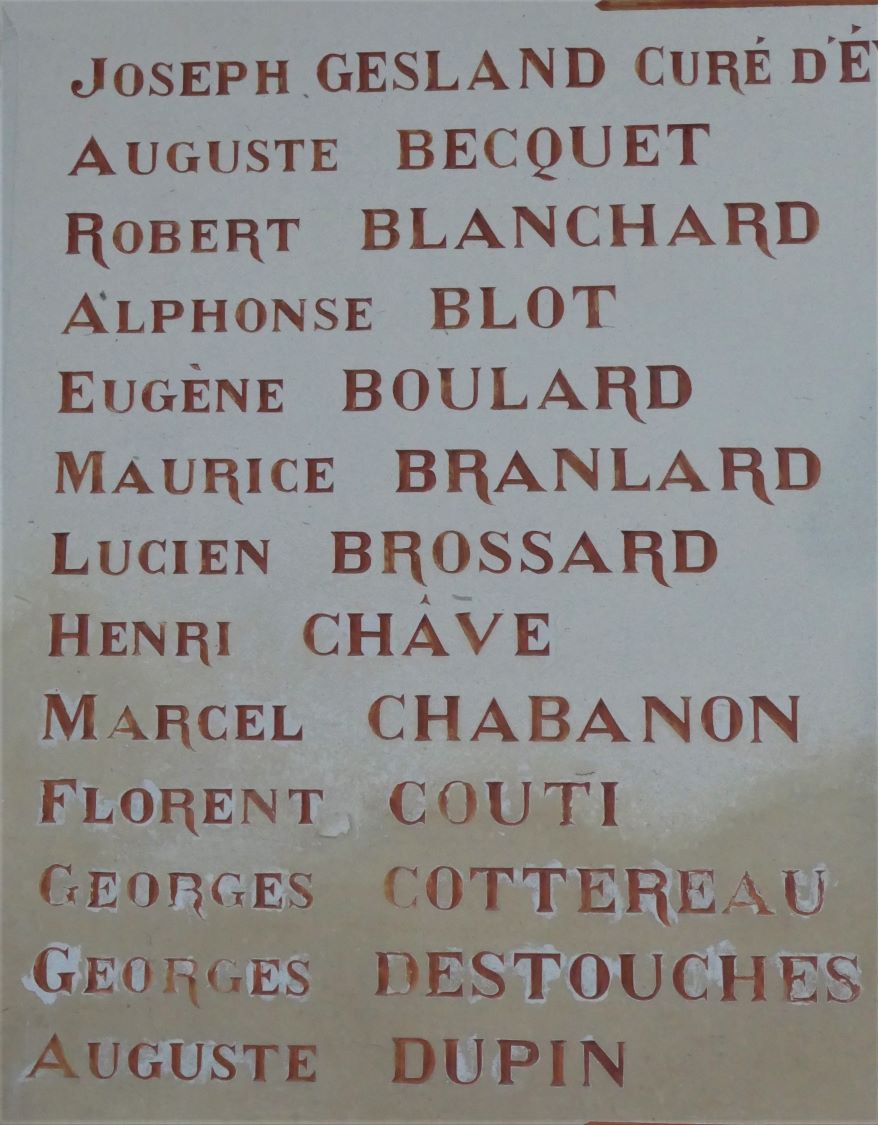 JOSEPH GESLAND CURÉ
AUGUSTE BECQUET
ROBERT BLANCHARD
ALPHONSE BLOT
EUGÈNE BOULARD
MAURICE BRANLARD
LUCIEN BROSSARD
HENRI CHÂVE
MARCEL CHABANON
FLORENT COUTI
GEORGES COTTEREAU
GEORGES DESTOUCHES
AUGUSTE DUPIN